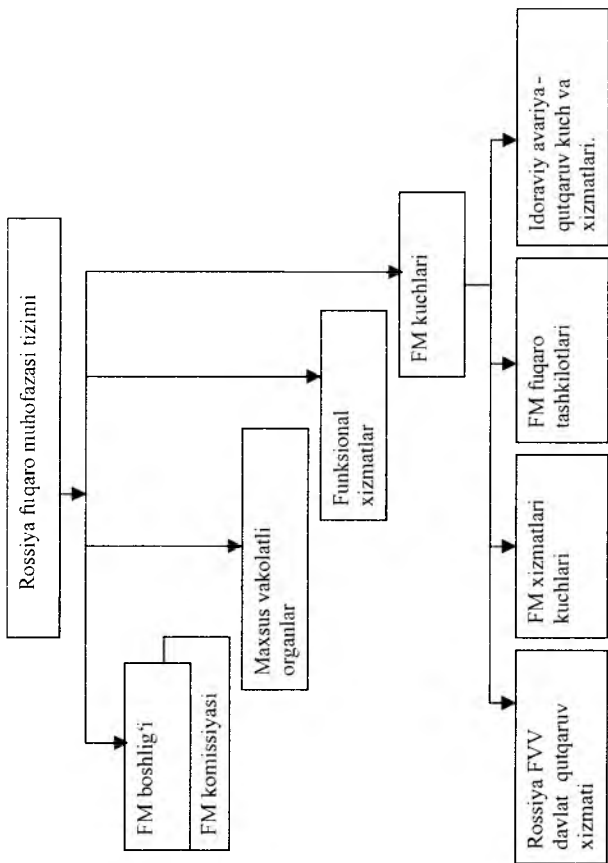 Rossiya fuqaro muhofazasi tizimi
FM boshlig‘i
FM komissiyasi
Maxsus vakolatli
organlar
Funksional
xizmatlar
FM kuchlari
Rossiya FVV
davlat qutqaruv
xizmati
FM xizmatlari
kuchlari
FM fuqaro
tashkilotlari
Idoraviy avariya -
qutqaruv kuch va
xizmatlari.